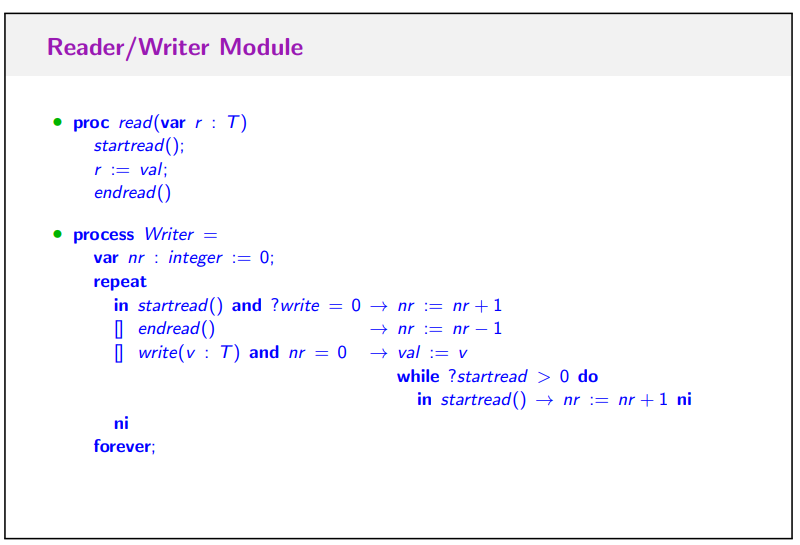 Reader/Writer Module
• proc read(var r : T)
startread();
r := val;
endread()
• process Writer =
var nr : integer := 0;
repeat
in startread() and ?write = 0 → nr := nr + 1
[] endread() → nr := nr − 1
[] write(v : T) and nr = 0 → val := v
while ?startread > 0 do
in startread() → nr := nr + 1 ni
ni
forever;